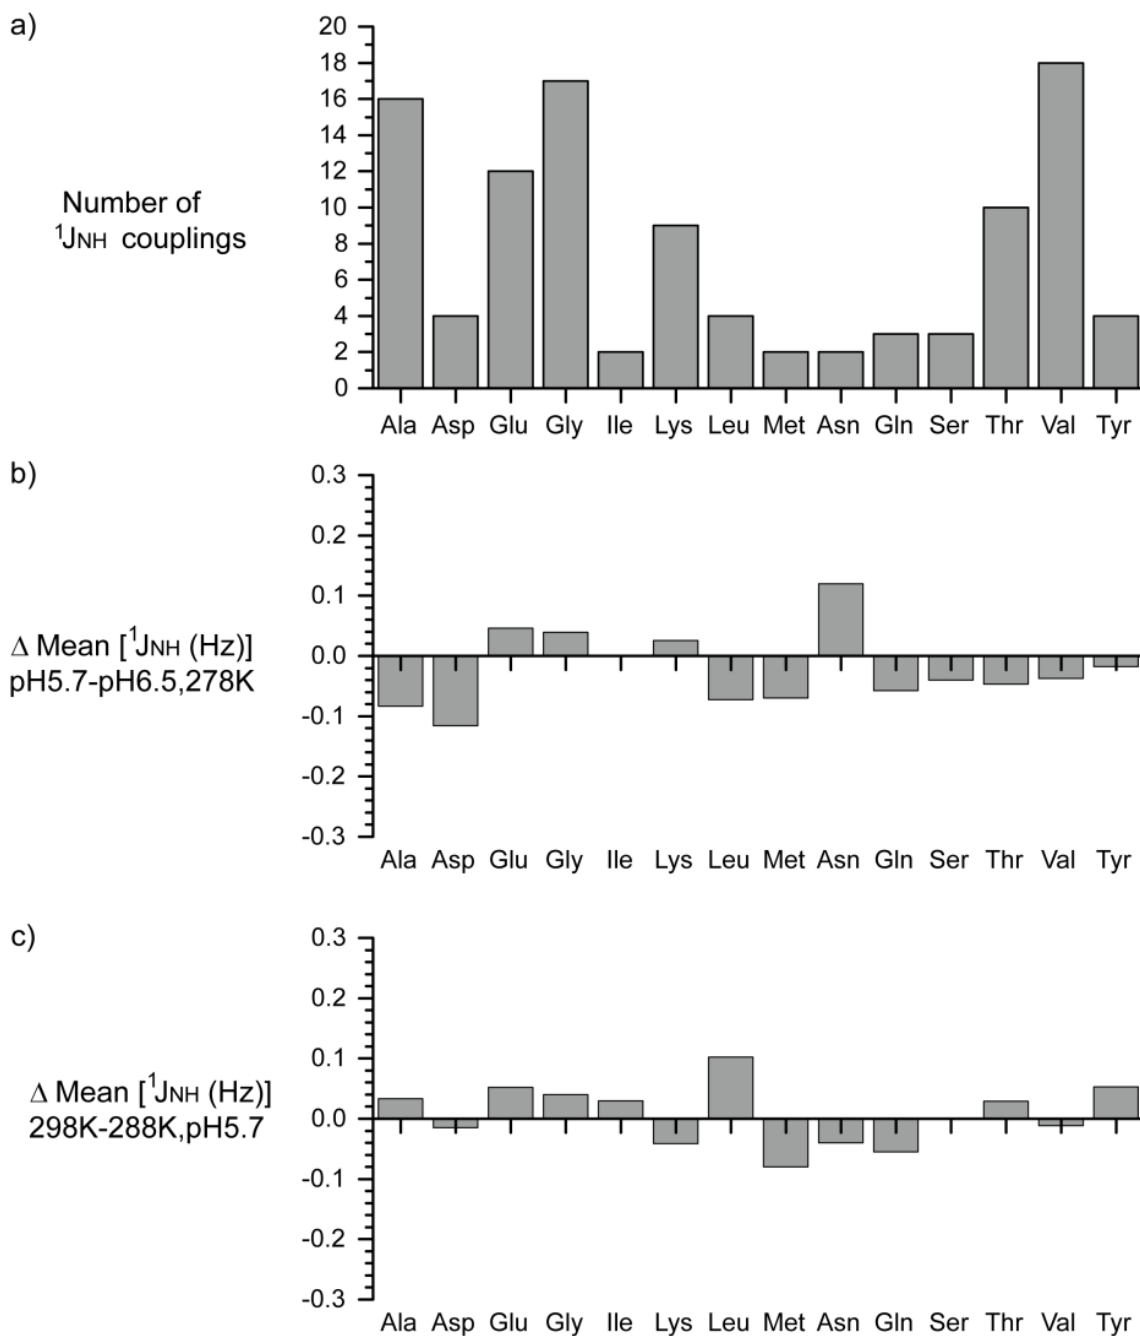 a)
20
18
16
14
12
10
8
6
4
2
0
Number of
¹JNH couplings
Ala Asp Glu Gly Ile Lys Leu Met Asn Gln Ser Thr Val Tyr
b)
0.3
0.2
0.1
0.0
-0.1
-0.2
-0.3
Δ Mean [¹JNH (Hz)]
pH5.7-pH6.5,278K
Ala Asp Glu Gly Ile Lys Leu Met Asn Gln Ser Thr Val Tyr
c)
0.3
0.2
0.1
0.0
-0.1
-0.2
-0.3
Δ Mean [¹JNH (Hz)]
298K-288K,pH5.7
Ala Asp Glu Gly Ile Lys Leu Met Asn Gln Ser Thr Val Tyr